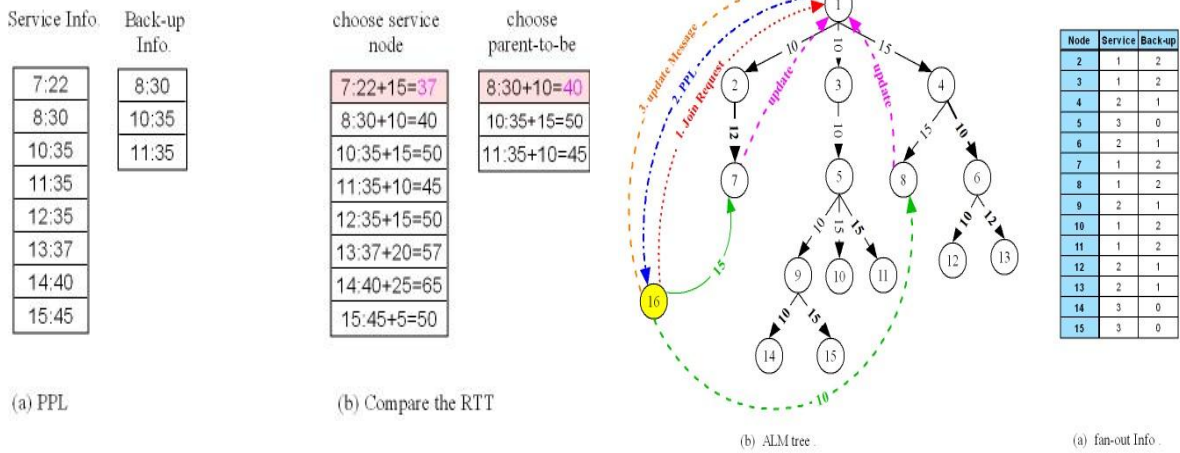 Service Info.
Back-up
Info.
7:22
8:30
10:35
11:35
12:35
13:37
14:40
15:45
8:30
10:35
11:35
(a) PPL
choose service
node
7:22+15=37
8:30+10=40
10:35+15=50
11:35+10=45
12:35+15=50
13:37+20=57
14:40+25=65
15:45+5=50
choose
parent-to-be
8:30+10=40
10:35+15=50
11:35+10=45
(b) Compare the RTT
3. update Message
2. PPL
1. Join Request
1
10
10
15
2
update
3
update
4
12
10
15
10
7
5
8
6
15
10
15
15
10
12
9
10
11
12
13
16
10
15
14
15
10
(b) ALM tree .
Node Service Back-up
2 1 2
3 1 2
4 2 1
5 3 0
6 2 1
7 1 2
8 1 2
9 2 1
10 1 2
11 1 2
12 2 1
13 2 1
14 3 0
15 3 0
(a) fan-out Info .